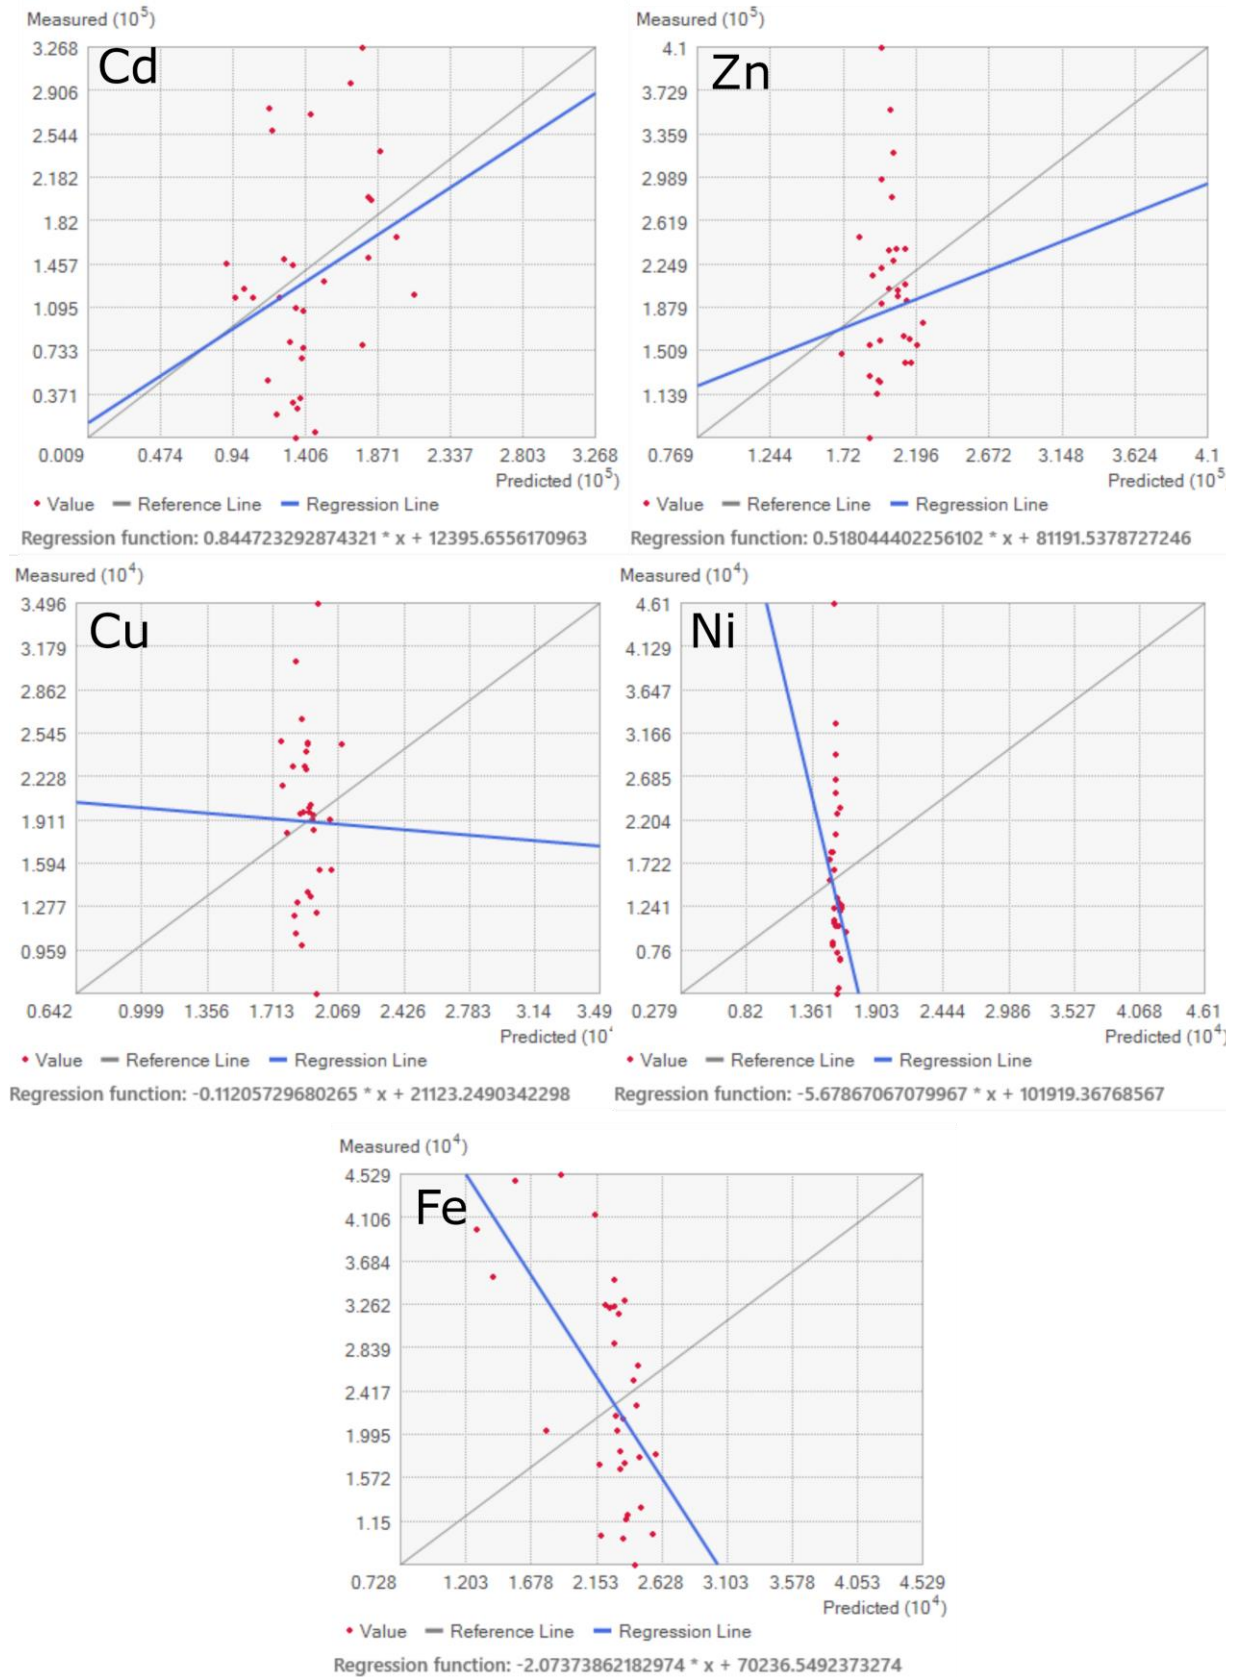 Measured (10^5)
Cd
3.268
2.906
2.544
2.182
1.82
1.457
1.095
0.733
0.371
0.009 0.474 0.94 1.406 1.871 2.337 2.803 3.268
Predicted (10^5)
Value Reference Line Regression Line
Regression function: 0.844723292874321 * x + 12395.6556170963
Measured (10^5)
Zn
4.1
3.729
3.359
2.989
2.619
2.249
1.879
1.509
1.139
0.769 1.244 1.72 2.196 2.672 3.148 3.624 4.1
Predicted (10^5
Value Reference Line Regression Line
Regression function: 0.518044402256102 * x + 81191.5378727246
Measured (10^4)
Cu
3.496
3.179
2.862
2.545
2.228
1.911
1.594
1.277
0.959
0.642 0.999 1.356 1.713 2.069 2.426 2.783 3.14 3.49
Predicted (10
Value Reference Line Regression Line
Regression function: -0.11205729680265 * x + 21123.2490342298
Measured (10^4)
Ni
4.61
4.129
3.647
3.166
2.685
2.204
1.722
1.241
0.76
0.279 0.82 1.361 1.903 2.444 2.986 3.527 4.068 4.61
Predicted (10^4)
Value Reference Line Regression Line
Regression function: -5.67867067079967 * x + 101919.36768567
Measured (10^4)
Fe
4.529
4.106
3.684
3.262
2.839
2.417
1.995
1.572
1.15
0.728 1.203 1.678 2.153 2.628 3.103 3.578 4.053 4.529
Predicted (10^4)
Value Reference Line Regression Line
Regression function: -2.07373862182974 * x + 70236.5492373274